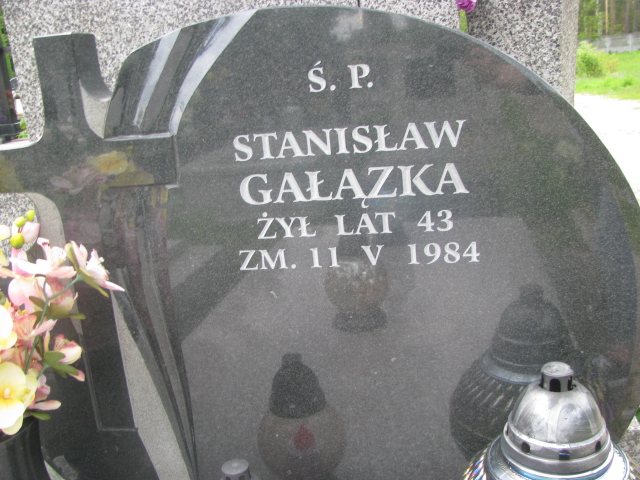 Ś. P.
STANISŁAW
GAŁĄZKA
ŻYŁ LAT 43
ZM. 11 V 1984